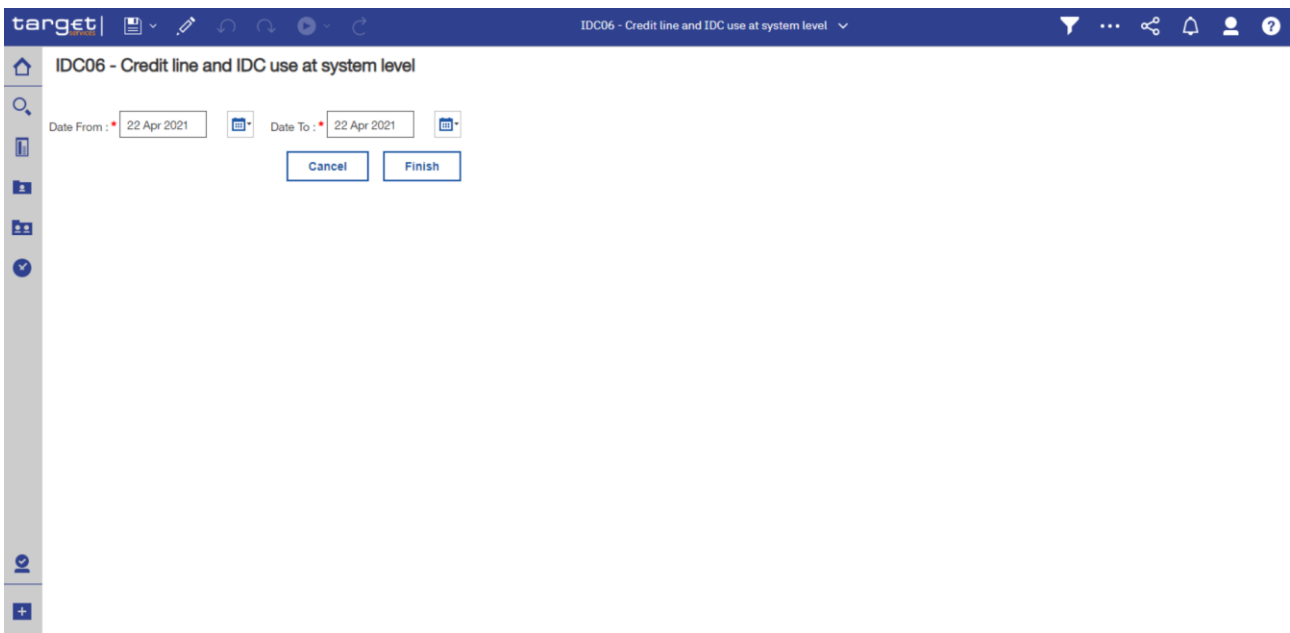 target|
services
IDC06 - Credit line and IDC use at system level
IDC06 - Credit line and IDC use at system level
Date From : * 22 Apr 2021 Date To : * 22 Apr 2021
Cancel Finish